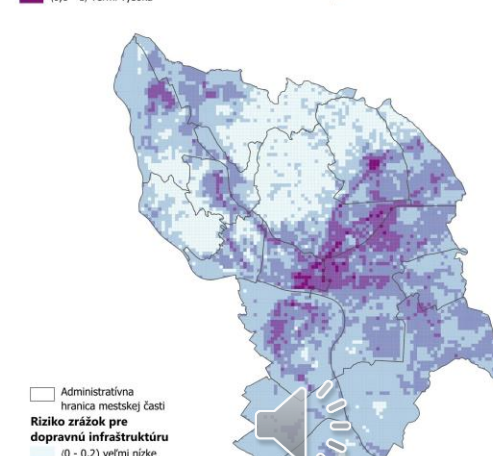 Administratívna
hranica mestskej časti
Riziko zrážok pre
dopravnú infraštruktúru
(0 - 0,2) veľmi nízke